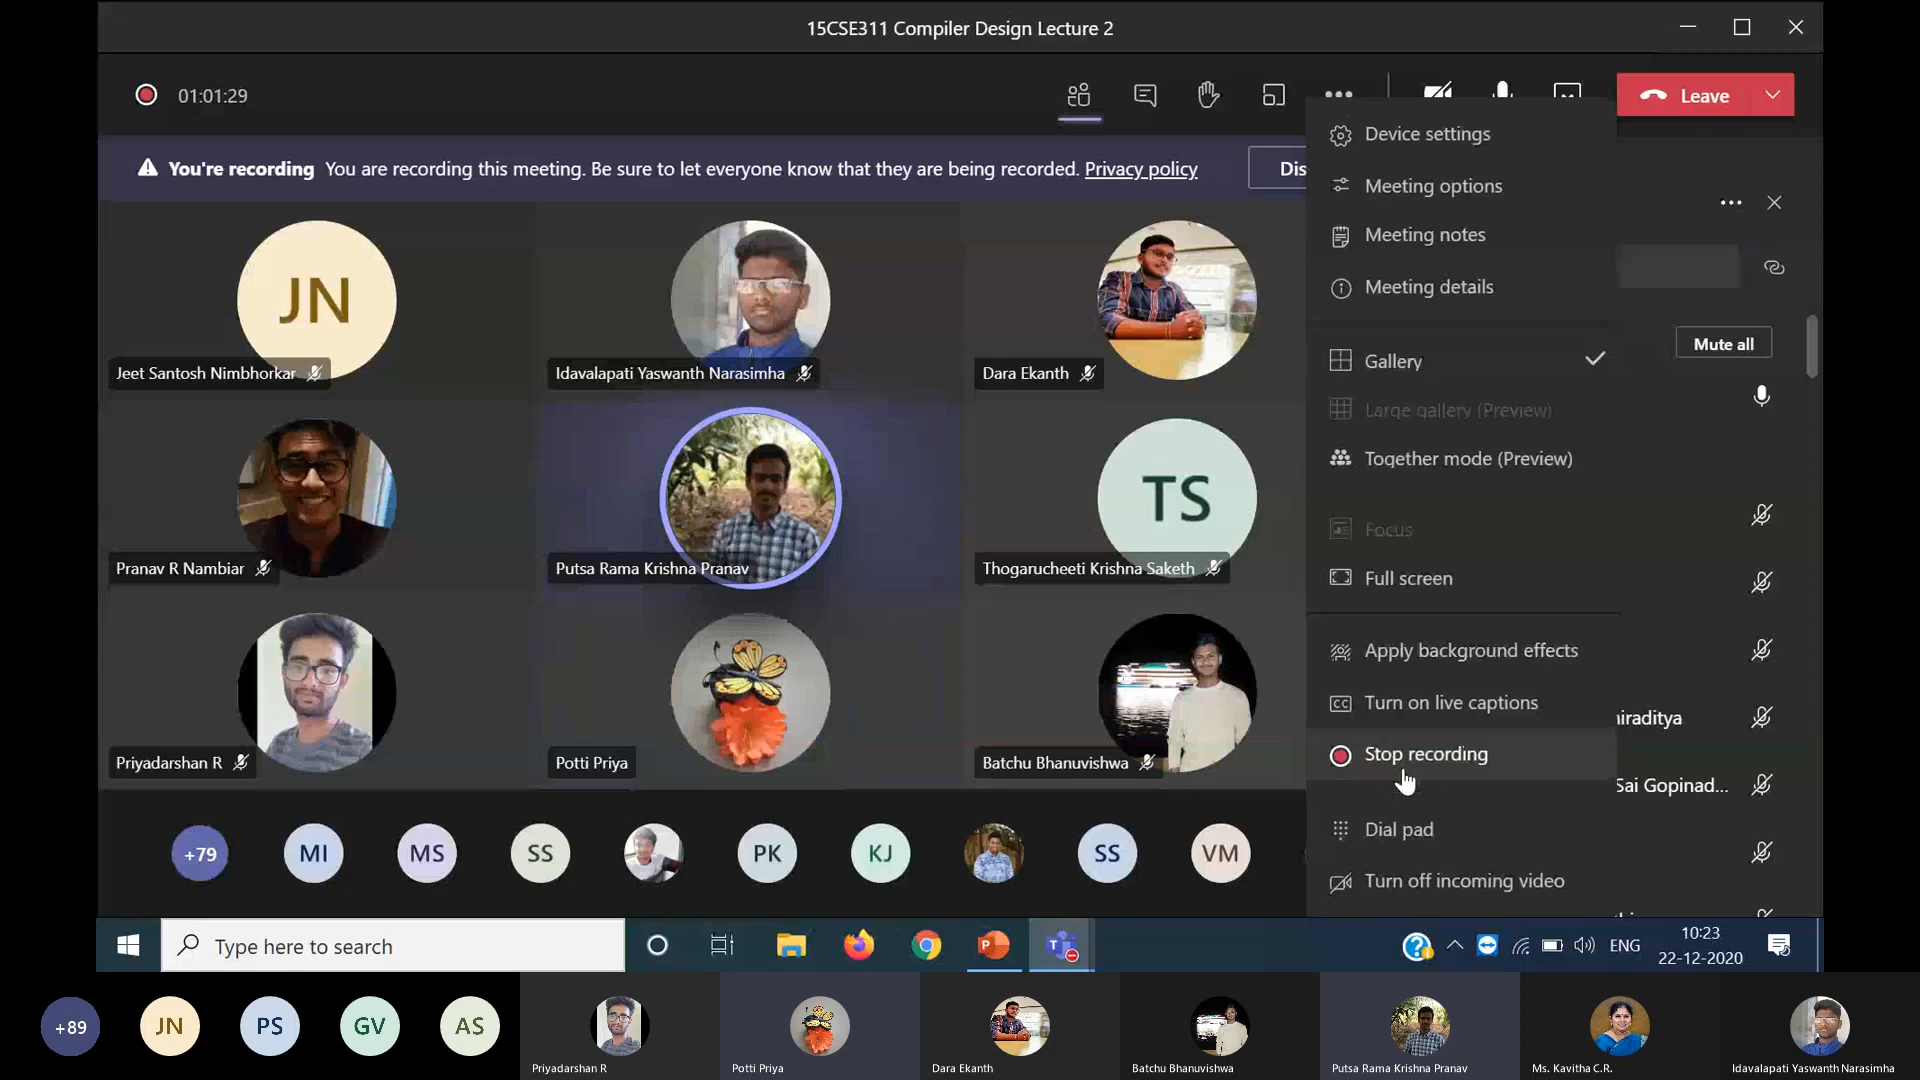 15CSE311 Compiler Design Lecture 2
01:01:29
Leave
You're recording You are recording this meeting. Be sure to let everyone know that they are being recorded. Privacy policy
Dis
Device settings
Meeting options
Meeting notes
Meeting details
Gallery
Large gallery (Preview)
Together mode (Preview)
Focus
Full screen
Apply background effects
Turn on live captions
Stop recording
Dial pad
Turn off incoming video
Mute all
niraditya
Sai Gopinad...
JN
Jeet Santosh Nimbhorkar
Idavalapati Yaswanth Narasimha
Dara Ekanth
Pranav R Nambiar
Putsa Rama Krishna Pranav
TS
Thogarucheeti Krishna Saketh
Priyadarshan R
Potti Priya
Batchu Bhanuvishwa
+79
MI
MS
SS
PK
KJ
SS
VM
Type here to search
ENG
10:23
22-12-2020
+89
JN
PS
GV
AS
Priyadarshan R
Potti Priya
Dara Ekanth
Batchu Bhanuvishwa
Putsa Rama Krishna Pranav
Ms. Kavitha C.R.
Idavalapati Yaswanth Narasimha